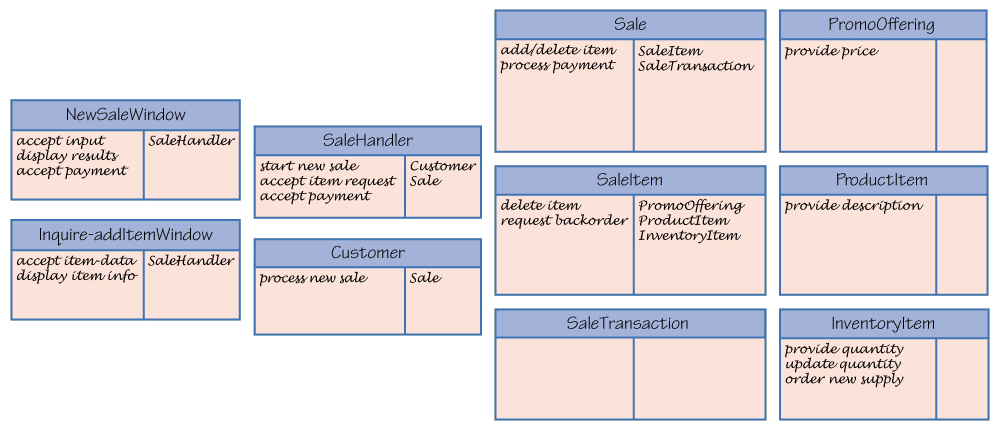 NewSaleWindow
accept input
display results
accept payment
SaleHandler
Inquire-addItemWindow
accept item-data
display item info
SaleHandler
SaleHandler
start new sale
accept item request
accept payment
Customer
Sale
Customer
process new sale
Sale
Sale
add/delete item
process payment
SaleItem
SaleTransaction
SaleItem
delete item
request backorder
PromoOffering
ProductItem
InventoryItem
SaleTransaction
PromoOffering
provide price
ProductItem
provide description
InventoryItem
provide quantity
update quantity
order new supply